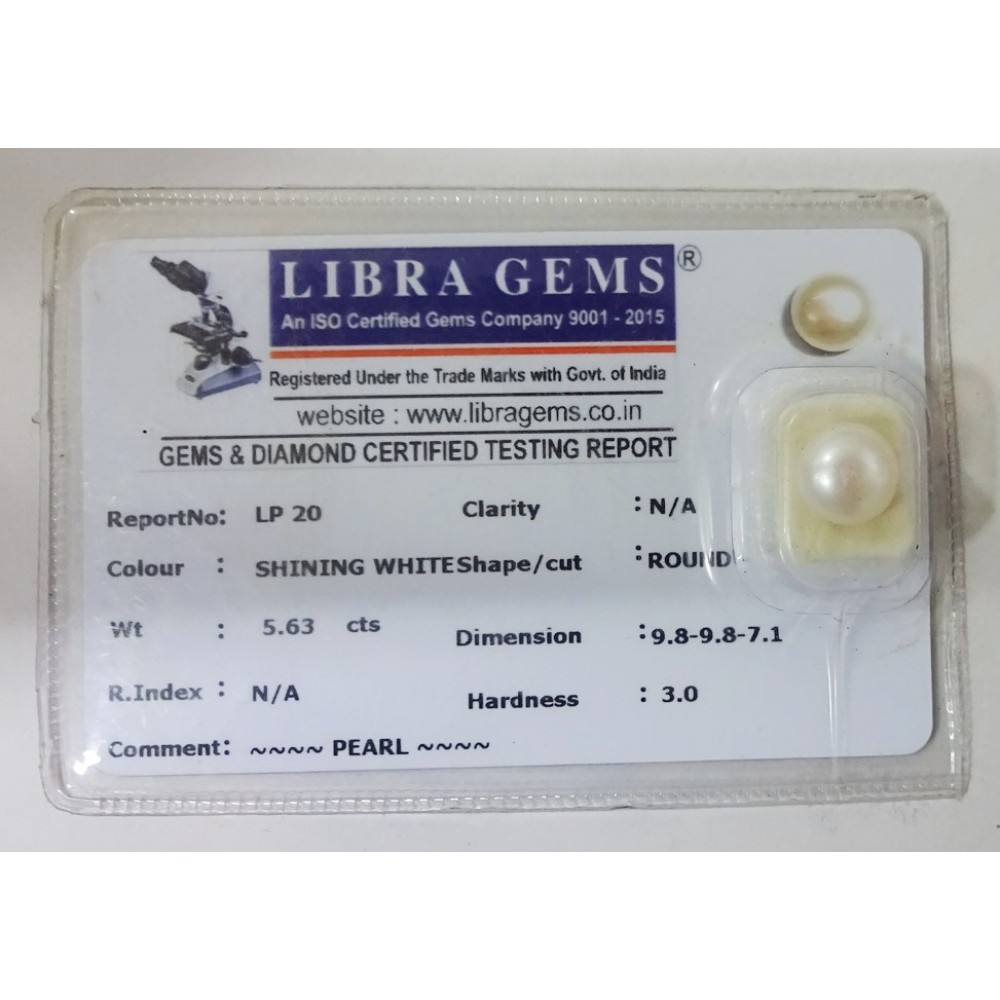 LIBRA GEMS ®
An ISO Certified Gems Company 9001 - 2015
Registered Under the Trade Marks with Govt. of India
website : www.libragems.co.in
GEMS & DIAMOND CERTIFIED TESTING REPORT
ReportNo: LP 20 Clarity : N/A
Colour : SHINING WHITE Shape/cut : ROUND
Wt : 5.63 cts Dimension : 9.8-9.8-7.1
R.Index : N/A Hardness : 3.0
Comment: ~~~~ PEARL ~~~~